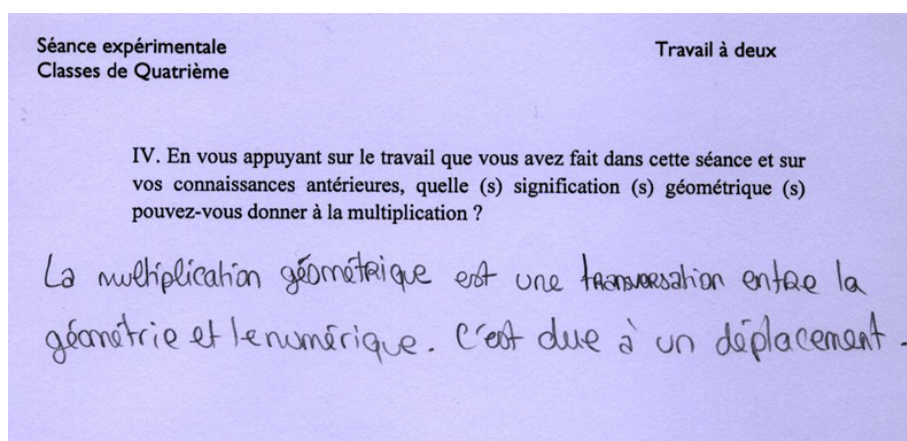 Séance expérimentale
Classes de Quatrième
Travail à deux
IV. En vous appuyant sur le travail que vous avez fait dans cette séance et sur
vos connaissances antérieures, quelle (s) signification (s) géométrique (s)
pouvez-vous donner à la multiplication ?
La multiplication géométrique est une transversation entre la
géométrie et le numérique. C'est due à un déplacement.